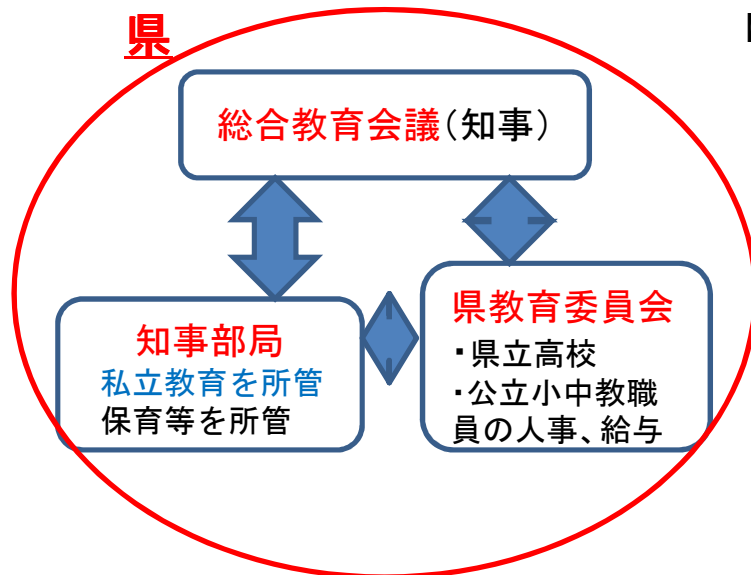 県
総合教育会議(知事)
知事部局
私立教育を所管
保育等を所管
県教育委員会
・県立高校
・公立小中教職
員の人事、給与